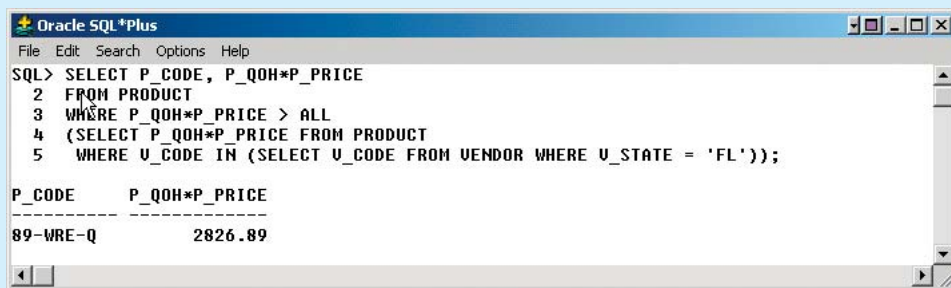 Oracle SQL*Plus
File Edit Search Options Help
SQL> SELECT P_CODE, P_QOH*P_PRICE
2 FROM PRODUCT
3 WHERE P_QOH*P_PRICE > ALL
4 (SELECT P_QOH*P_PRICE FROM PRODUCT
5 WHERE V_CODE IN (SELECT V_CODE FROM VENDOR WHERE V_STATE = 'FL'));
P_CODE P_QOH*P_PRICE
---------- -------------
89-WRE-Q 2826.89